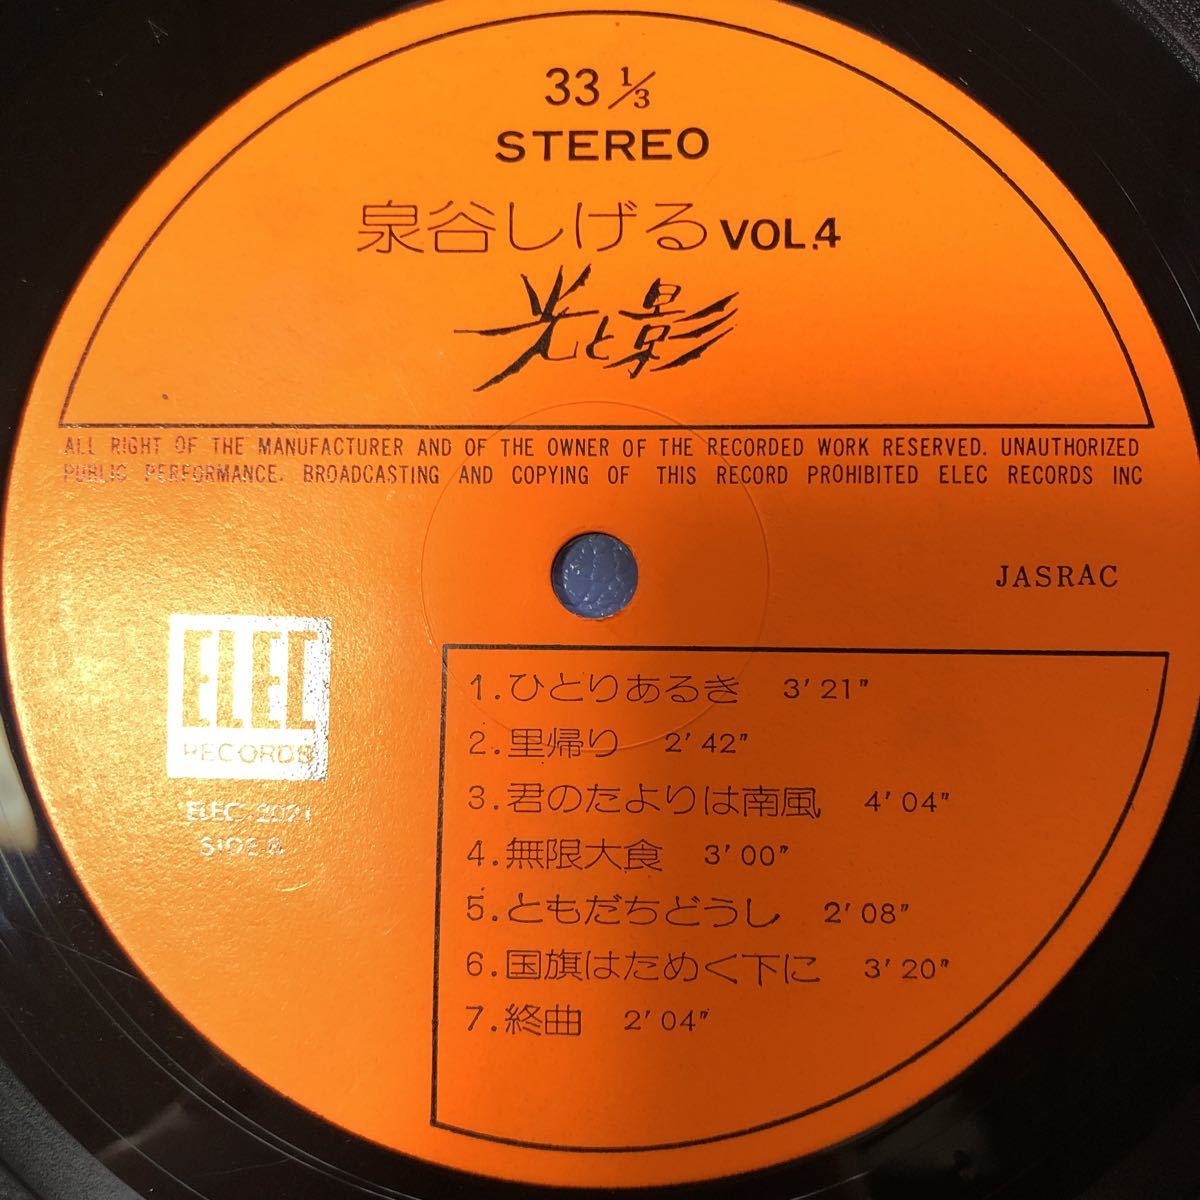 33 1/3
STEREO
泉谷しげる VOL.4
光と影
ALL RIGHT OF THE MANUFACTURER AND OF THE OWNER OF THE RECORDED WORK RESERVED. UNAUTHORIZED
PUBLIC PERFORMANCE. BROADCASTING AND COPYING OF THIS RECORD PROHIBITED ELEC RECORDS INC
JASRAC
ELEC
RECORDS
ELEC-2021
SIDE
1.ひとりあるき 3'21"
2.里帰り 2'42"
3.君のたよりは南風 4'04"
4.無限大食 3'00"
5.ともだちどうし 2'08"
6.国旗はためく下に 3'20"
7.終曲 2'04"